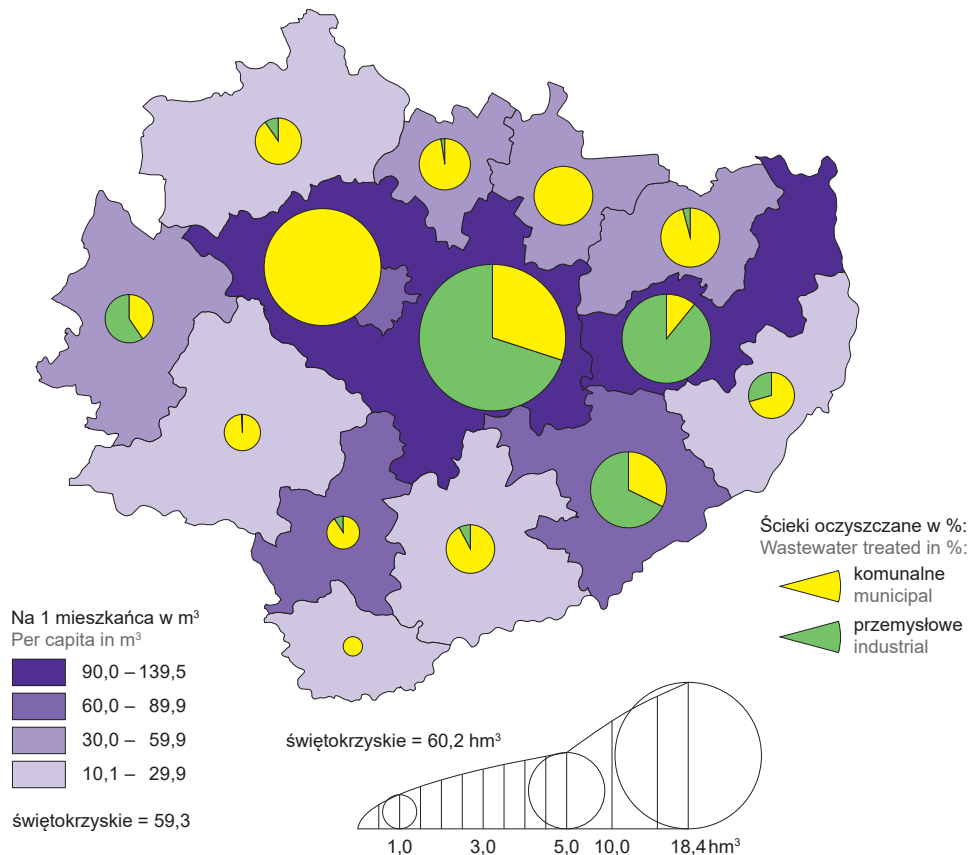 Ścieki oczyszczane w %:
Wastewater treated in %:
komunalne
municipal
przemysłowe
industrial
Na 1 mieszkańca w m³
Per capita in m³
90,0 – 139,5
60,0 – 89,9
30,0 – 59,9
10,1 – 29,9
świętokrzyskie = 59,3
świętokrzyskie = 60,2 hm³
1,0 3,0 5,0 10,0 18,4 hm³